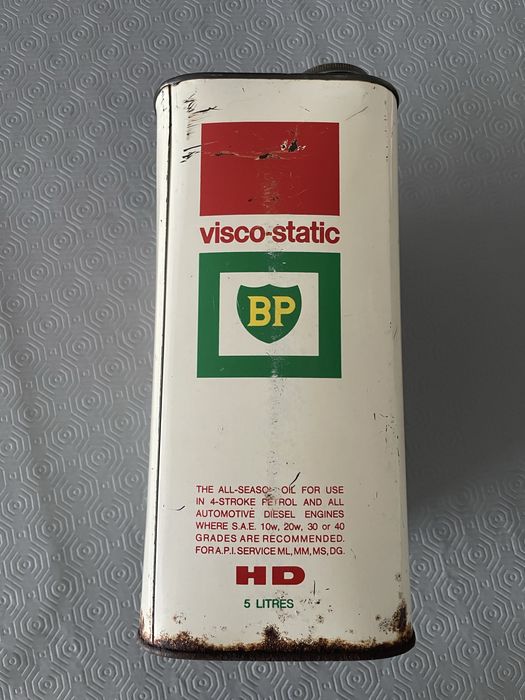 visco-static
BP
THE ALL-SEASON OIL FOR USE
IN 4-STROKE PETROL AND ALL
AUTOMOTIVE DIESEL ENGINES
WHERE S.A.E. 10w, 20w, 30 or 40
GRADES ARE RECOMMENDED.
FOR A.P.I. SERVICE ML, MM, MS, DG.
HD
5 LITRES